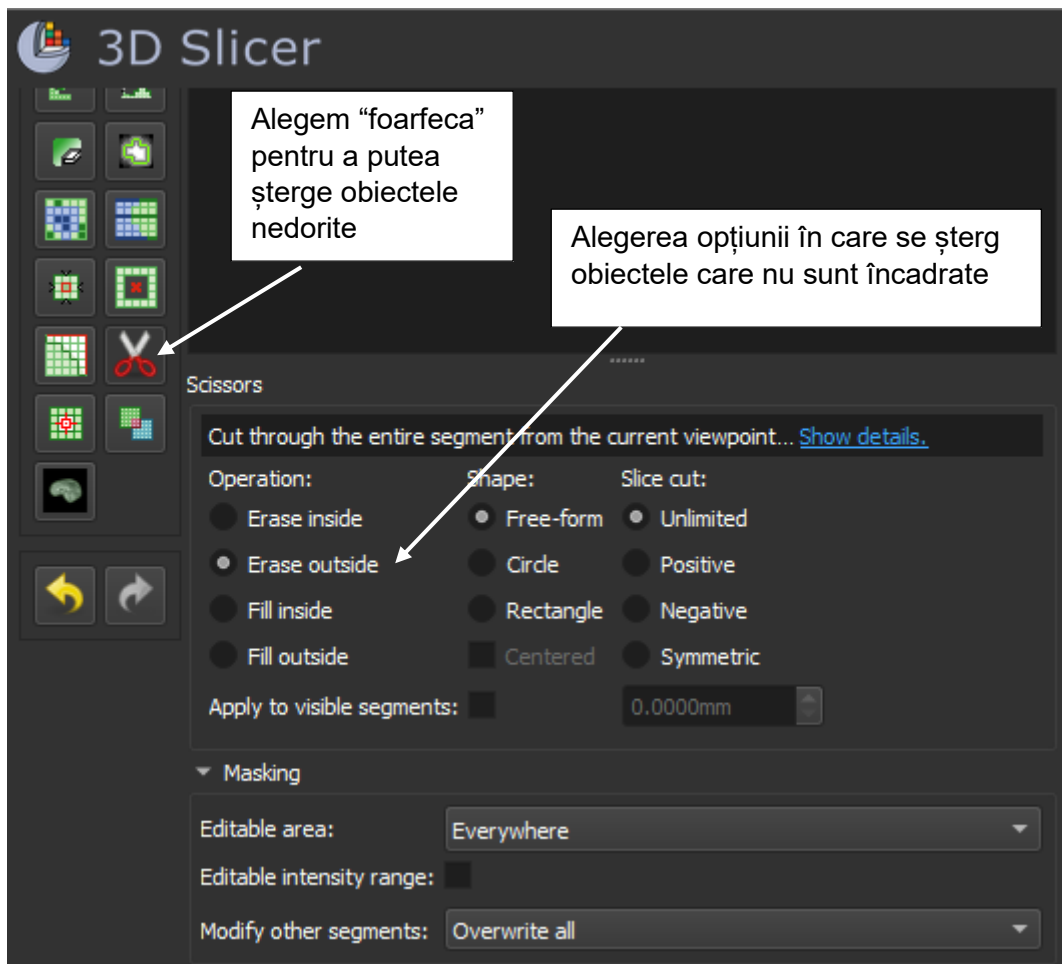 3D Slicer
Alegem “foarfeca”
pentru a putea
șterge obiectele
nedorite
Alegerea opțiunii în care se șterg
obiectele care nu sunt încadrate
Scissors
Cut through the entire segment from the current viewpoint... Show details.
Operation: Shape: Slice cut:
Erase inside Free-form Unlimited
Erase outside Circle Positive
Fill inside Rectangle Negative
Fill outside Centered Symmetric
Apply to visible segments: 0.0000mm
Masking
Editable area: Everywhere
Editable intensity range:
Modify other segments: Overwrite all